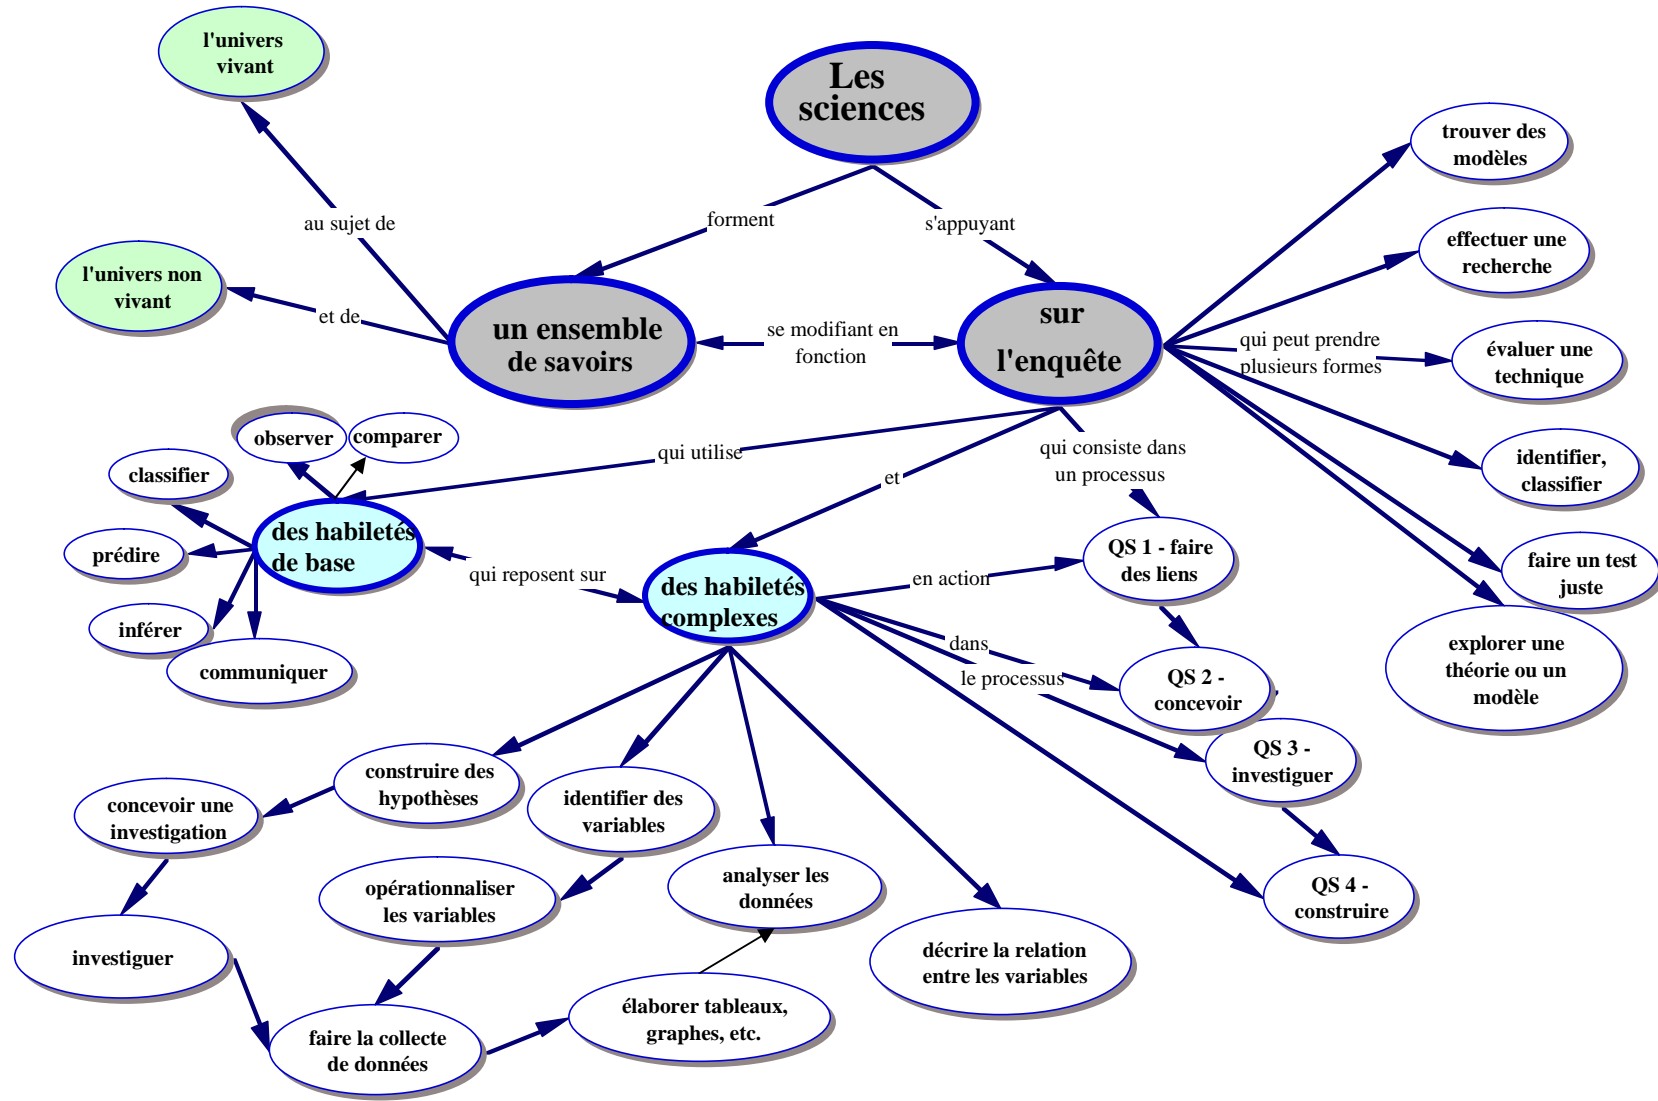 l'univers
vivant
Les
sciences
trouver des
modèles
au sujet de
forment
s'appuyant
effectuer une
recherche
l'univers non
vivant
et de
un ensemble
de savoirs
se modifiant en
fonction
sur
l'enquête
qui peut prendre
plusieurs formes
évaluer une
technique
observer
comparer
classifier
qui utilise
et
qui consiste dans
un processus
identifier,
classifier
prédire
des habiletés
de base
qui reposent sur
des habiletés
complexes
en action
QS 1 - faire
des liens
faire un test
juste
inférer
communiquer
dans
le processus
QS 2 -
concevoir
explorer une
théorie ou un
modèle
QS 3 -
investiguer
construire des
hypothèses
identifier des
variables
concevoir une
investigation
opérationnaliser
les variables
analyser les
données
QS 4 -
construire
investiguer
décrire la relation
entre les variables
élaborer tableaux,
graphes, etc.
faire la collecte
de données